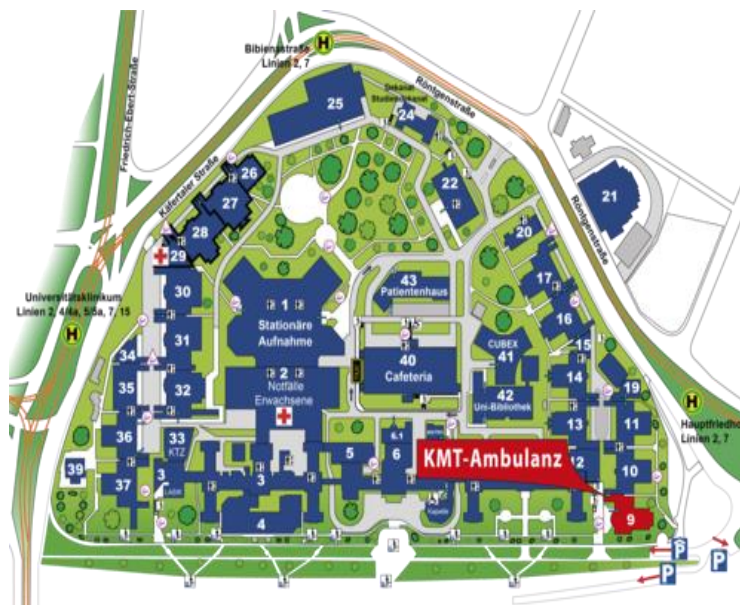 Bibienastraße
Linien 2, 7
H
Friedrich-Ebert-Straße
Röntgenstraße
Dekanat
Studiendekanat
25
24
Käfertaler Straße
26
27
22
21
28
29
20
Röntgenstraße
Universitätsklinikum
Linien 2, 4/4a, 5/5a, 7, 15
H
30
1
Stationäre
Aufnahme
43
Patientenhaus
17
16
15
31
34
2
Notfälle
Erwachsene
40
Cafeteria
CUBEX
41
14
19
H
Hauptfriedho
Linien 2, 7
35
32
42
Uni-Bibliothek
13
11
36
33
KTZ
5
6.1
6
KMT-Ambulanz
12
10
39
37
3
3
4
Kapelle
9
P
P
P